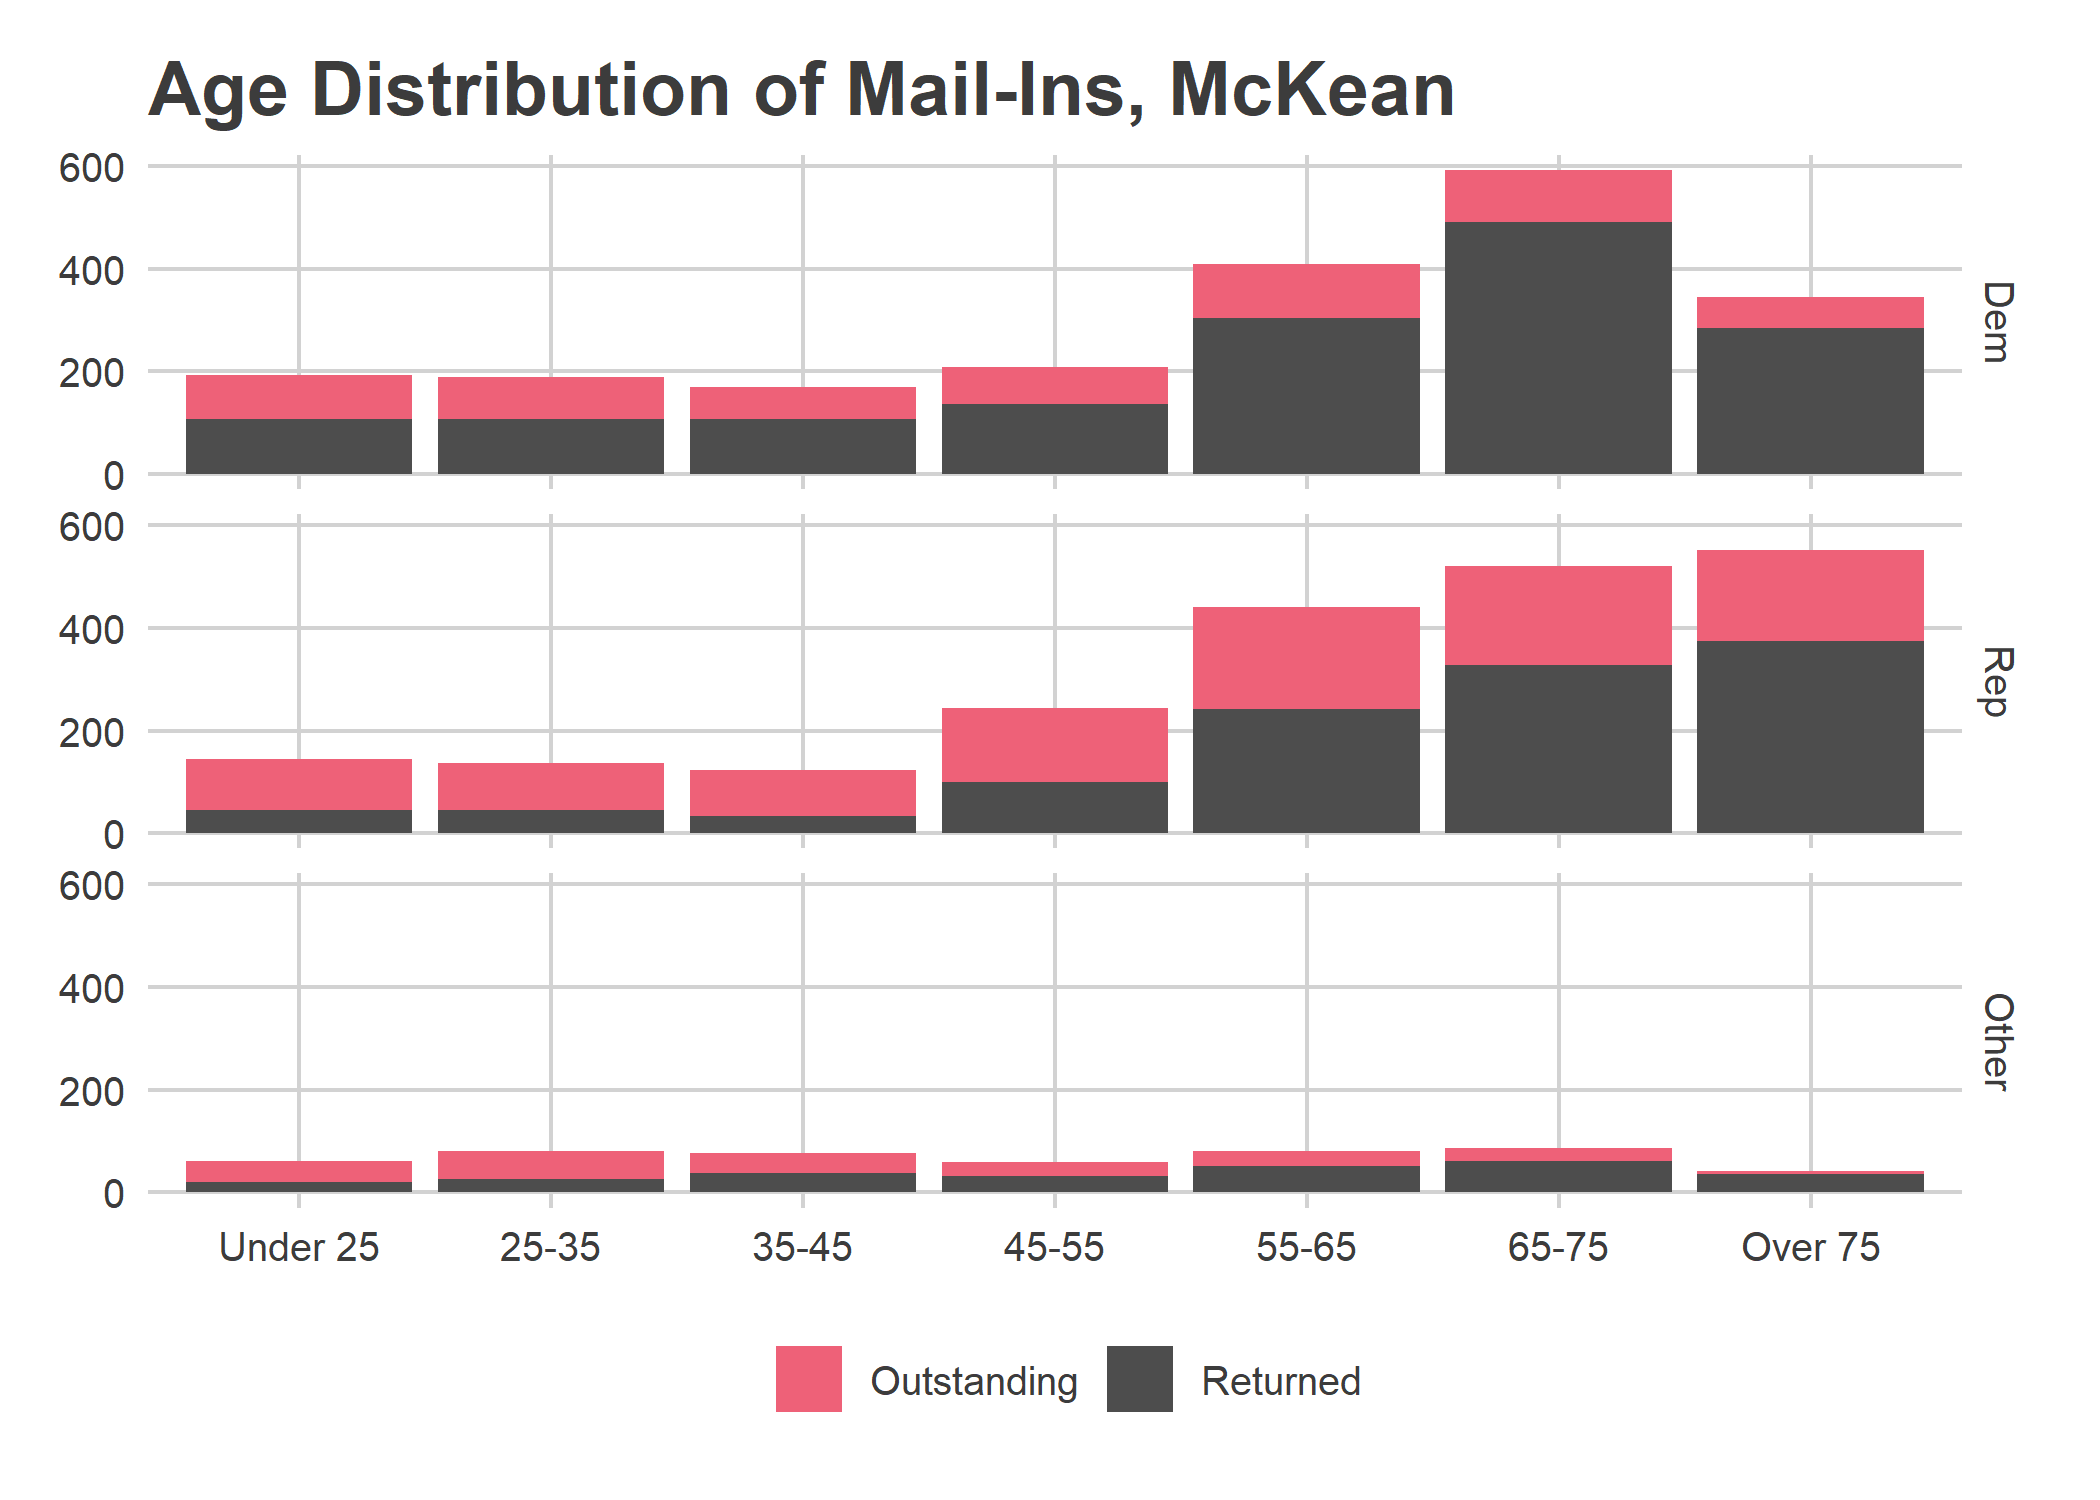 Age Distribution of Mail-Ins, McKean
600
400
200
0
Dem
600
400
200
0
Rep
600
400
200
0
Other
Under 25 25-35 35-45 45-55 55-65 65-75 Over 75
Outstanding Returned